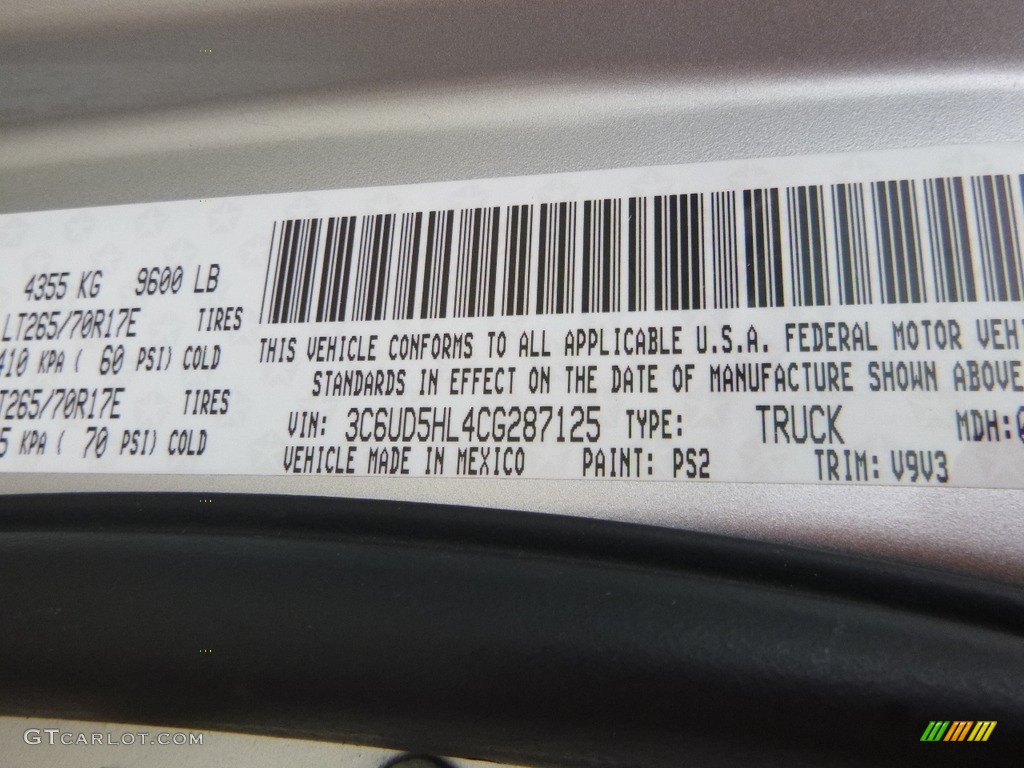 4355 KG 9600 LB
LT265/70R17E TIRES
410 KPA ( 60 PSI) COLD
T265/70R17E TIRES
5 KPA ( 70 PSI) COLD
THIS VEHICLE CONFORMS TO ALL APPLICABLE U.S.A. FEDERAL MOTOR VEH
STANDARDS IN EFFECT ON THE DATE OF MANUFACTURE SHOWN ABOVE
VIN: 3C6UD5HL4CG287125 TYPE: TRUCK MDH:0
VEHICLE MADE IN MEXICO PAINT: PS2 TRIM: V9V3
GTCARLOT.COM